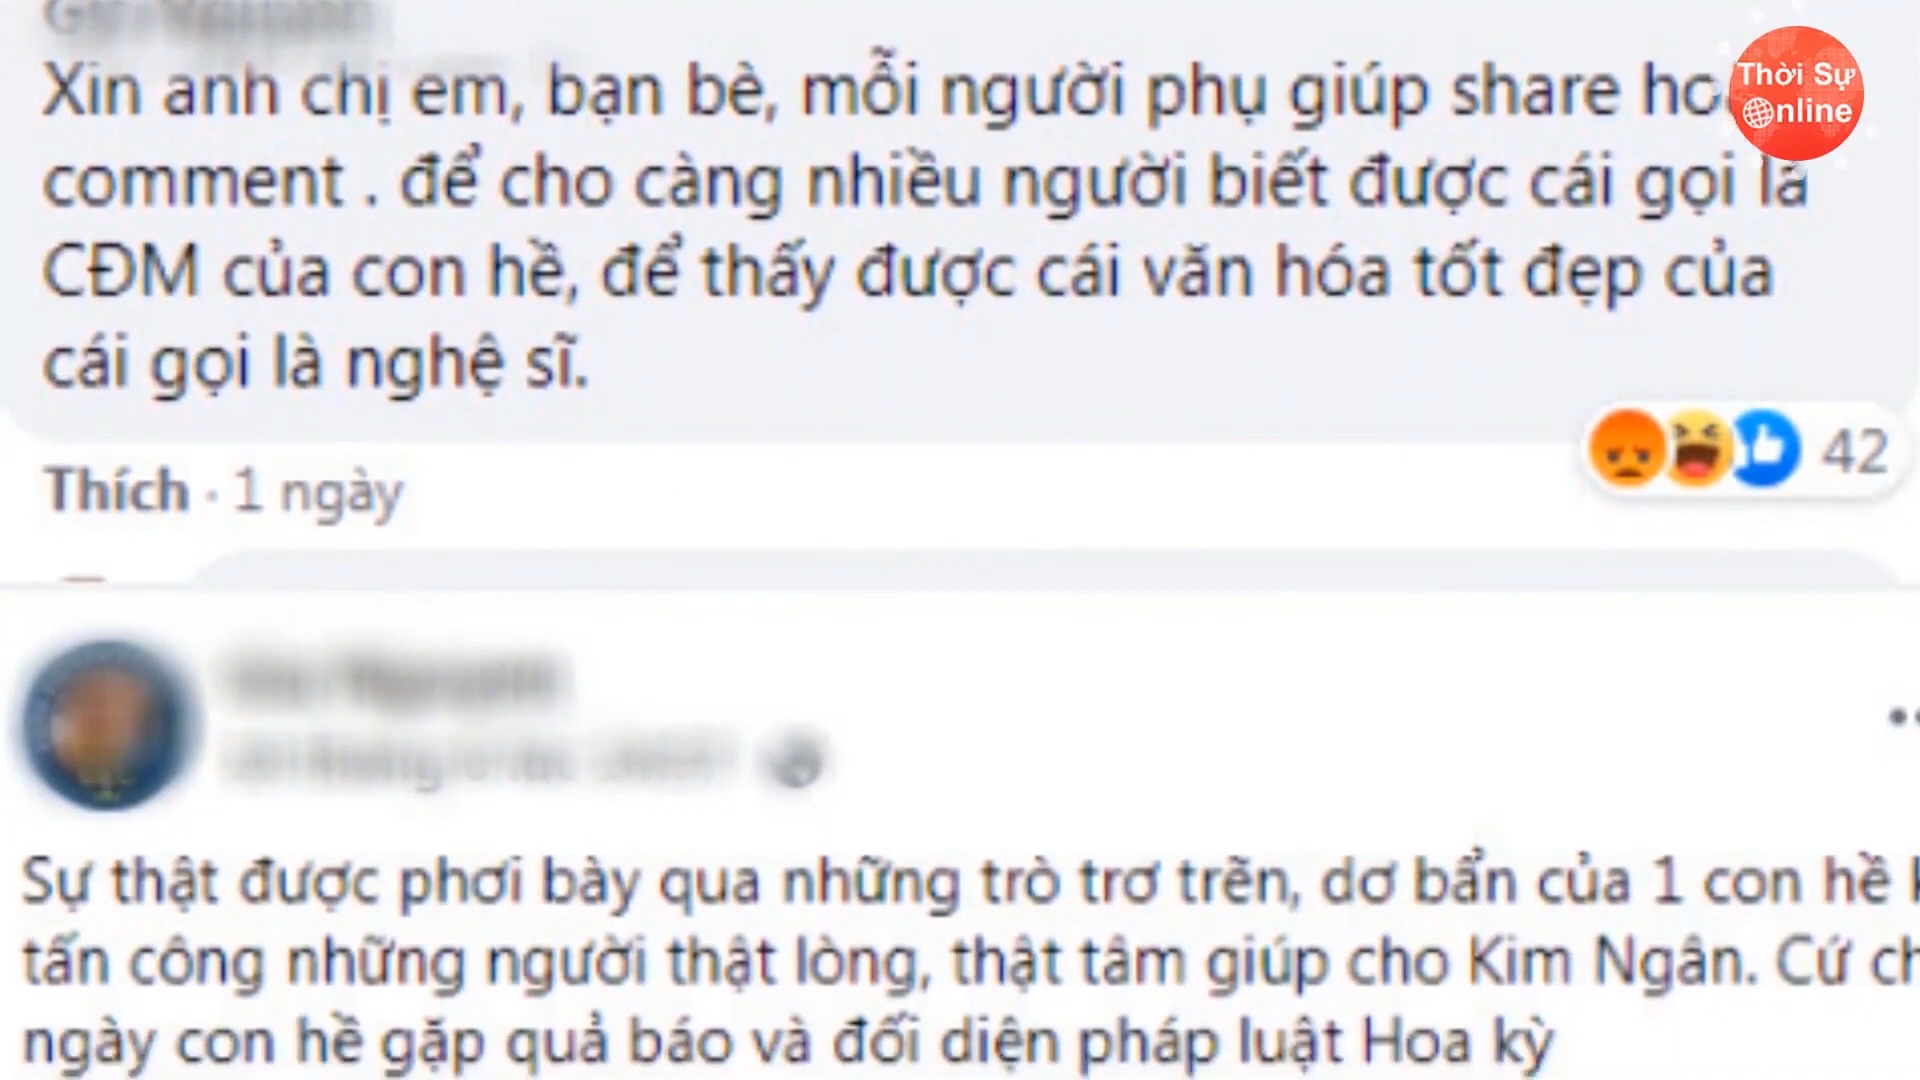 Xin anh chị em, bạn bè, mỗi người phụ giúp share
Thời Sự
Online
comment . để cho càng nhiều người biết được cái gọi là
CĐM của con hề, để thấy được cái văn hóa tốt đẹp của
cái gọi là nghệ sĩ.
42
Thích · 1 ngày
Sự thật được phơi bày qua những trò trơ trẽn, dơ bẩn của 1 con hề
tấn công những người thật lòng, thật tâm giúp cho Kim Ngân. Cứ
ngày con hề gặp quả báo và đối diện pháp luật Hoa kỳ